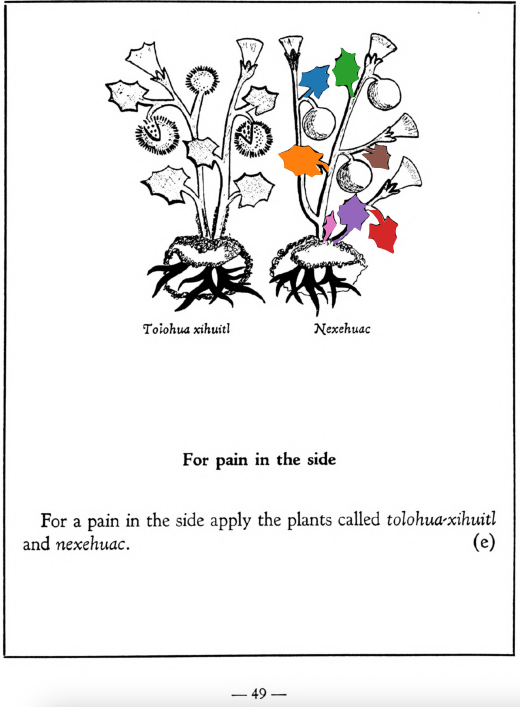 Tolohua xihuitl
Nexehuac
For pain in the side
For a pain in the side apply the plants called tolohua-xihuitl
and nexehuac. (e)
— 49 —